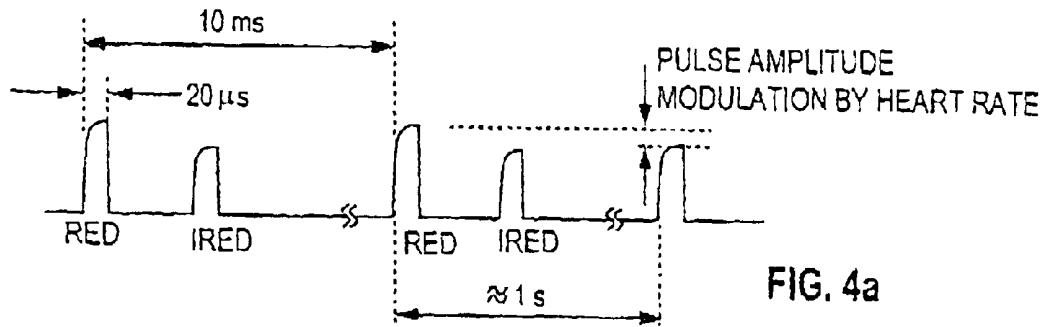 10 ms
PULSE AMPLITUDE
MODULATION BY HEART RATE
20 μs
RED IRED RED IRED
≈ 1 s
FIG. 4a